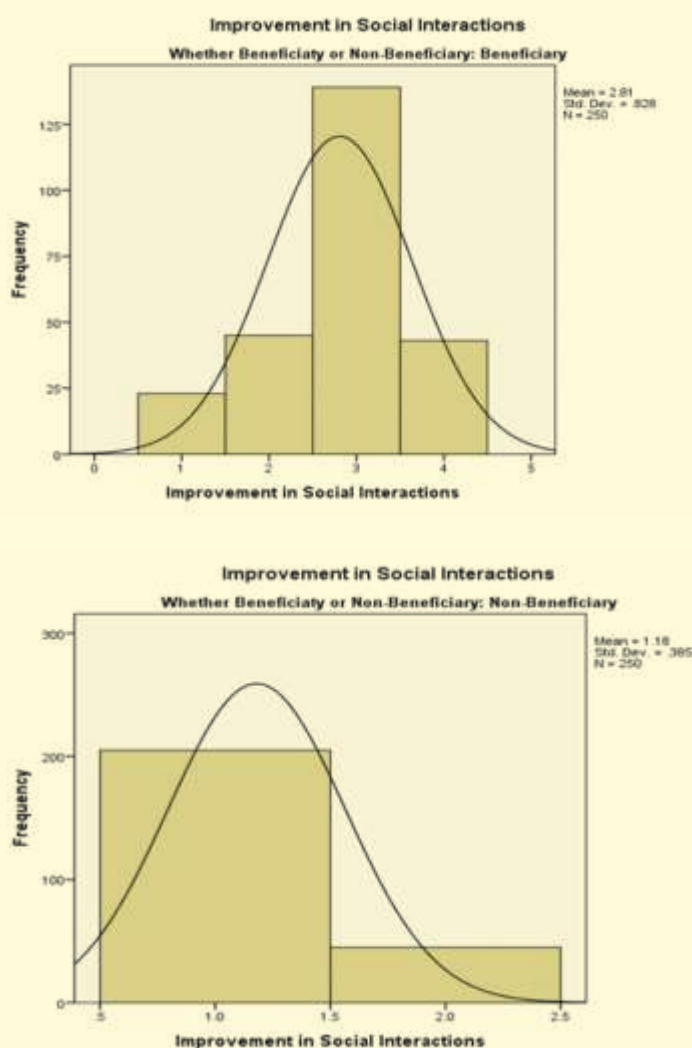 Improvement in Social Interactions
Whether Beneficiaty or Non-Beneficiary: Beneficiary
Mean = 2.81
Std. Dev. = .828
N = 250
125
100
75
50
25
0
Frequency
0 1 2 3 4 5
Improvement in Social Interactions
Improvement in Social Interactions
Whether Beneficiaty or Non-Beneficiary: Non-Beneficiary
Mean = 1.18
Std. Dev. = .385
N = 250
300
200
100
0
Frequency
.5 1.0 1.5 2.0 2.5
Improvement in Social Interactions